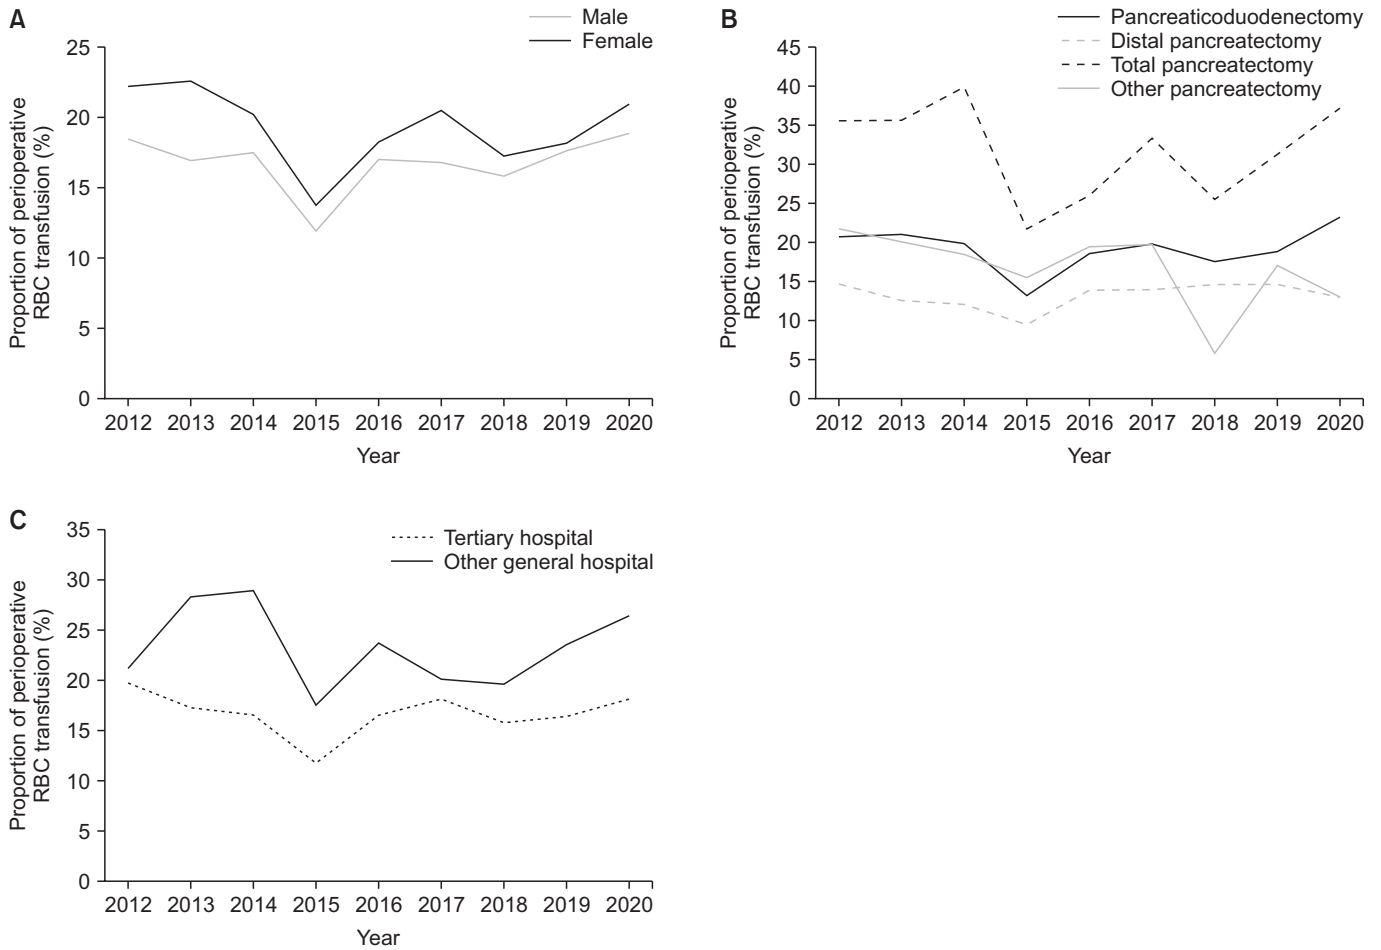 A
Male
Female
25
20
15
10
5
0
Proportion of perioperative
RBC transfusion (%)
2012 2013 2014 2015 2016 2017 2018 2019 2020
Year
B
Pancreaticoduodenectomy
Distal pancreatectomy
Total pancreatectomy
Other pancreatectomy
45
40
35
30
25
20
15
10
5
0
Proportion of perioperative
RBC transfusion (%)
2012 2013 2014 2015 2016 2017 2018 2019 2020
Year
C
Tertiary hospital
Other general hospital
35
30
25
20
15
10
5
0
Proportion of perioperative
RBC transfusion (%)
2012 2013 2014 2015 2016 2017 2018 2019 2020
Year